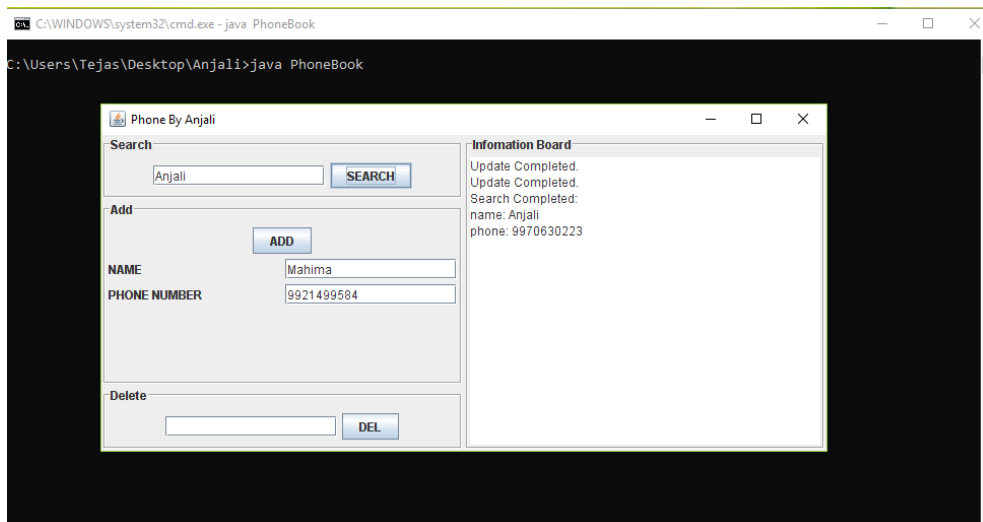 C:\WINDOWS\system32\cmd.exe - java PhoneBook
C:\Users\Tejas\Desktop\Anjali>java PhoneBook
Phone By Anjali
Search
Anjali SEARCH
Add
ADD
NAME Mahima
PHONE NUMBER 9921499584
Delete
DEL
Infomation Board
Update Completed.
Update Completed.
Search Completed:
name: Anjali
phone: 9970630223